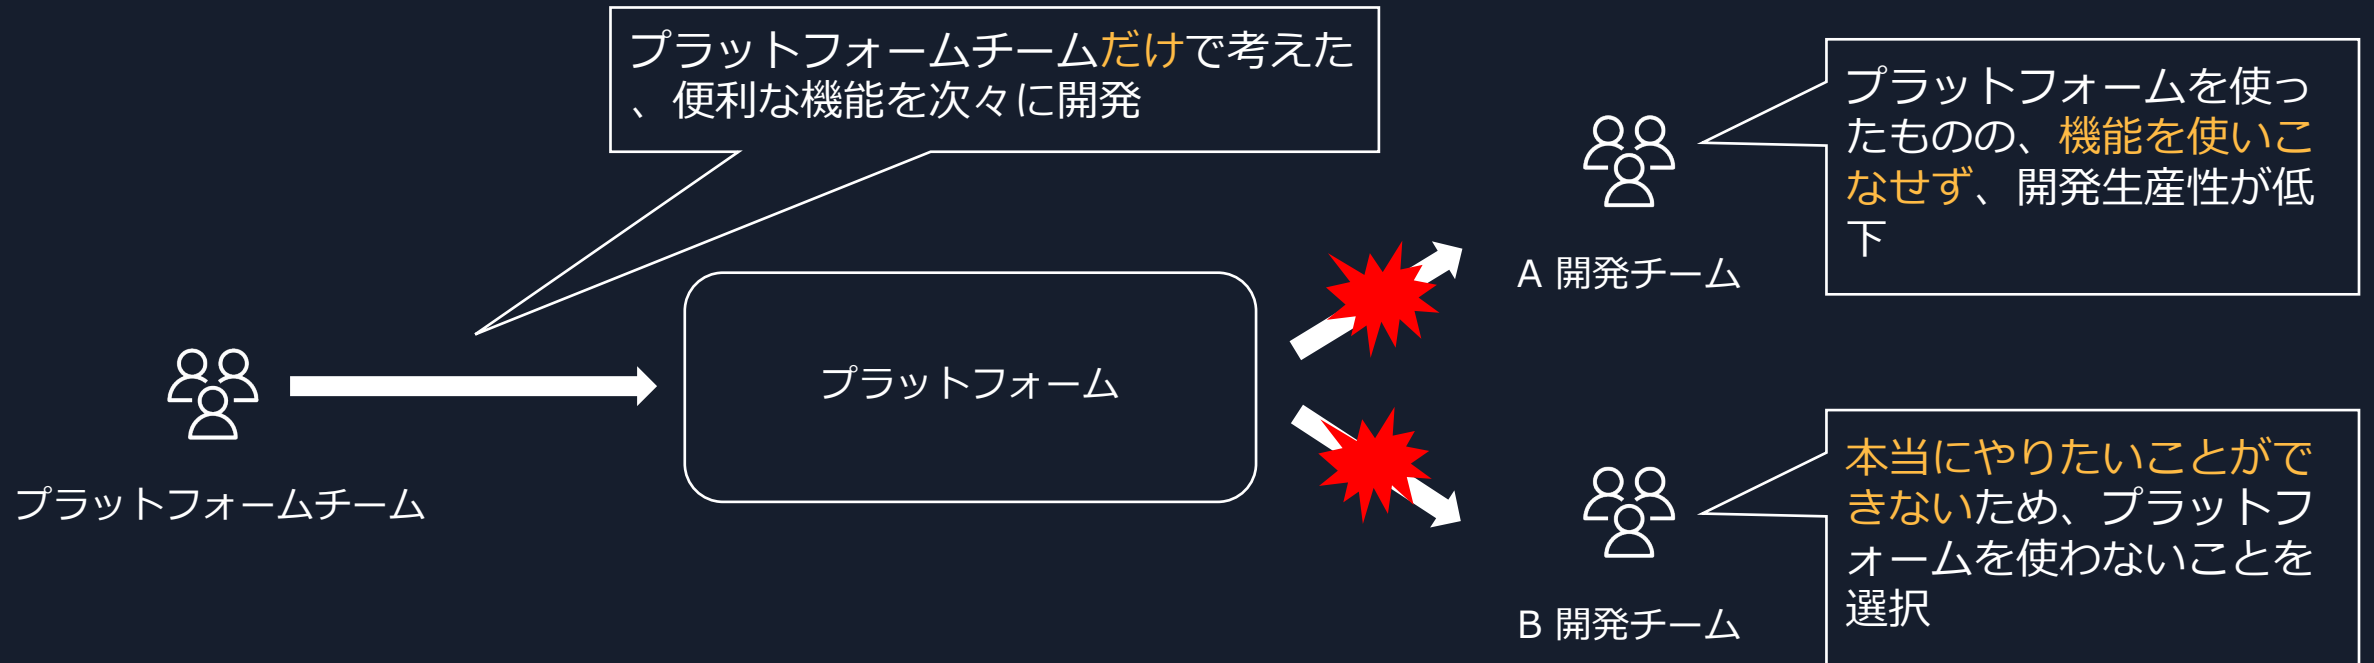 プラットフォームチームだけで考えた
、便利な機能を次々に開発
プラットフォームを使っ
たものの、機能を使いこ
なせず、開発生産性が低
下
A 開発チーム
プラットフォーム
プラットフォームチーム
本当にやりたいことがで
きないため、プラットフ
ォームを使わないことを
選択
B 開発チーム